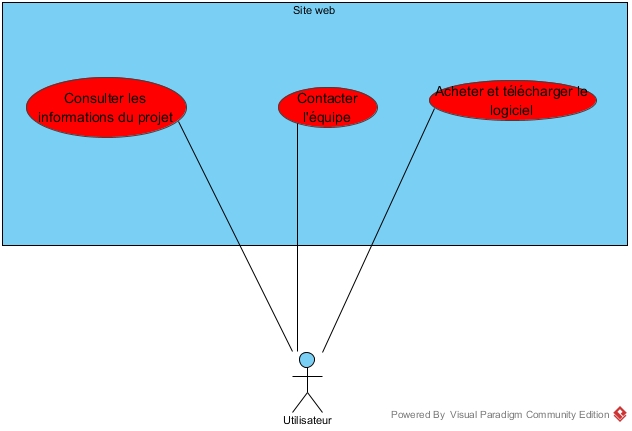 Site web
Consulter les
informations du projet
Contacter
l'équipe
Acheter et télécharger le
logiciel
Utilisateur
Powered By Visual Paradigm Community Edition